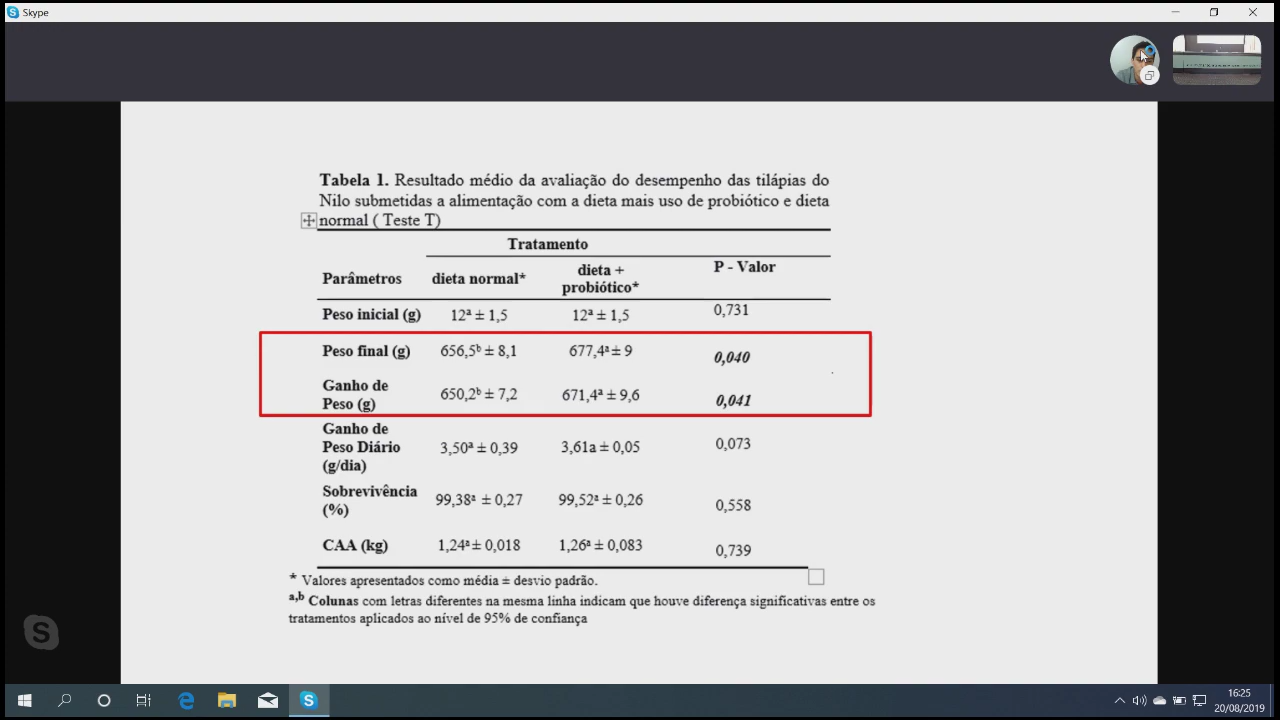 Skype
Tabela 1. Resultado médio da avaliação do desempenho das tilápias do
Nilo submetidas a alimentação com a dieta mais uso de probiótico e dieta
normal ( Teste T)
Tratamento
Parâmetros dieta normal* dieta + probiótico* P - Valor
Peso inicial (g) 12ª ± 1,5 12ª ± 1,5 0,731
Peso final (g) 656,5ᵇ ± 8,1 677,4ª ± 9 0,040
Ganho de
Peso (g) 650,2ᵇ ± 7,2 671,4ª ± 9,6 0,041
Ganho de
Peso Diário 3,50ª ± 0,39 3,61a ± 0,05 0,073
(g/dia)
Sobrevivência
(%) 99,38ª ± 0,27 99,52ª ± 0,26 0,558
CAA (kg) 1,24ª ± 0,018 1,26ª ± 0,083 0,739
* Valores apresentados como média ± desvio padrão.
a,b Colunas com letras diferentes na mesma linha indicam que houve diferença significativas entre os
tratamentos aplicados ao nível de 95% de confiança
16:25
20/08/2019